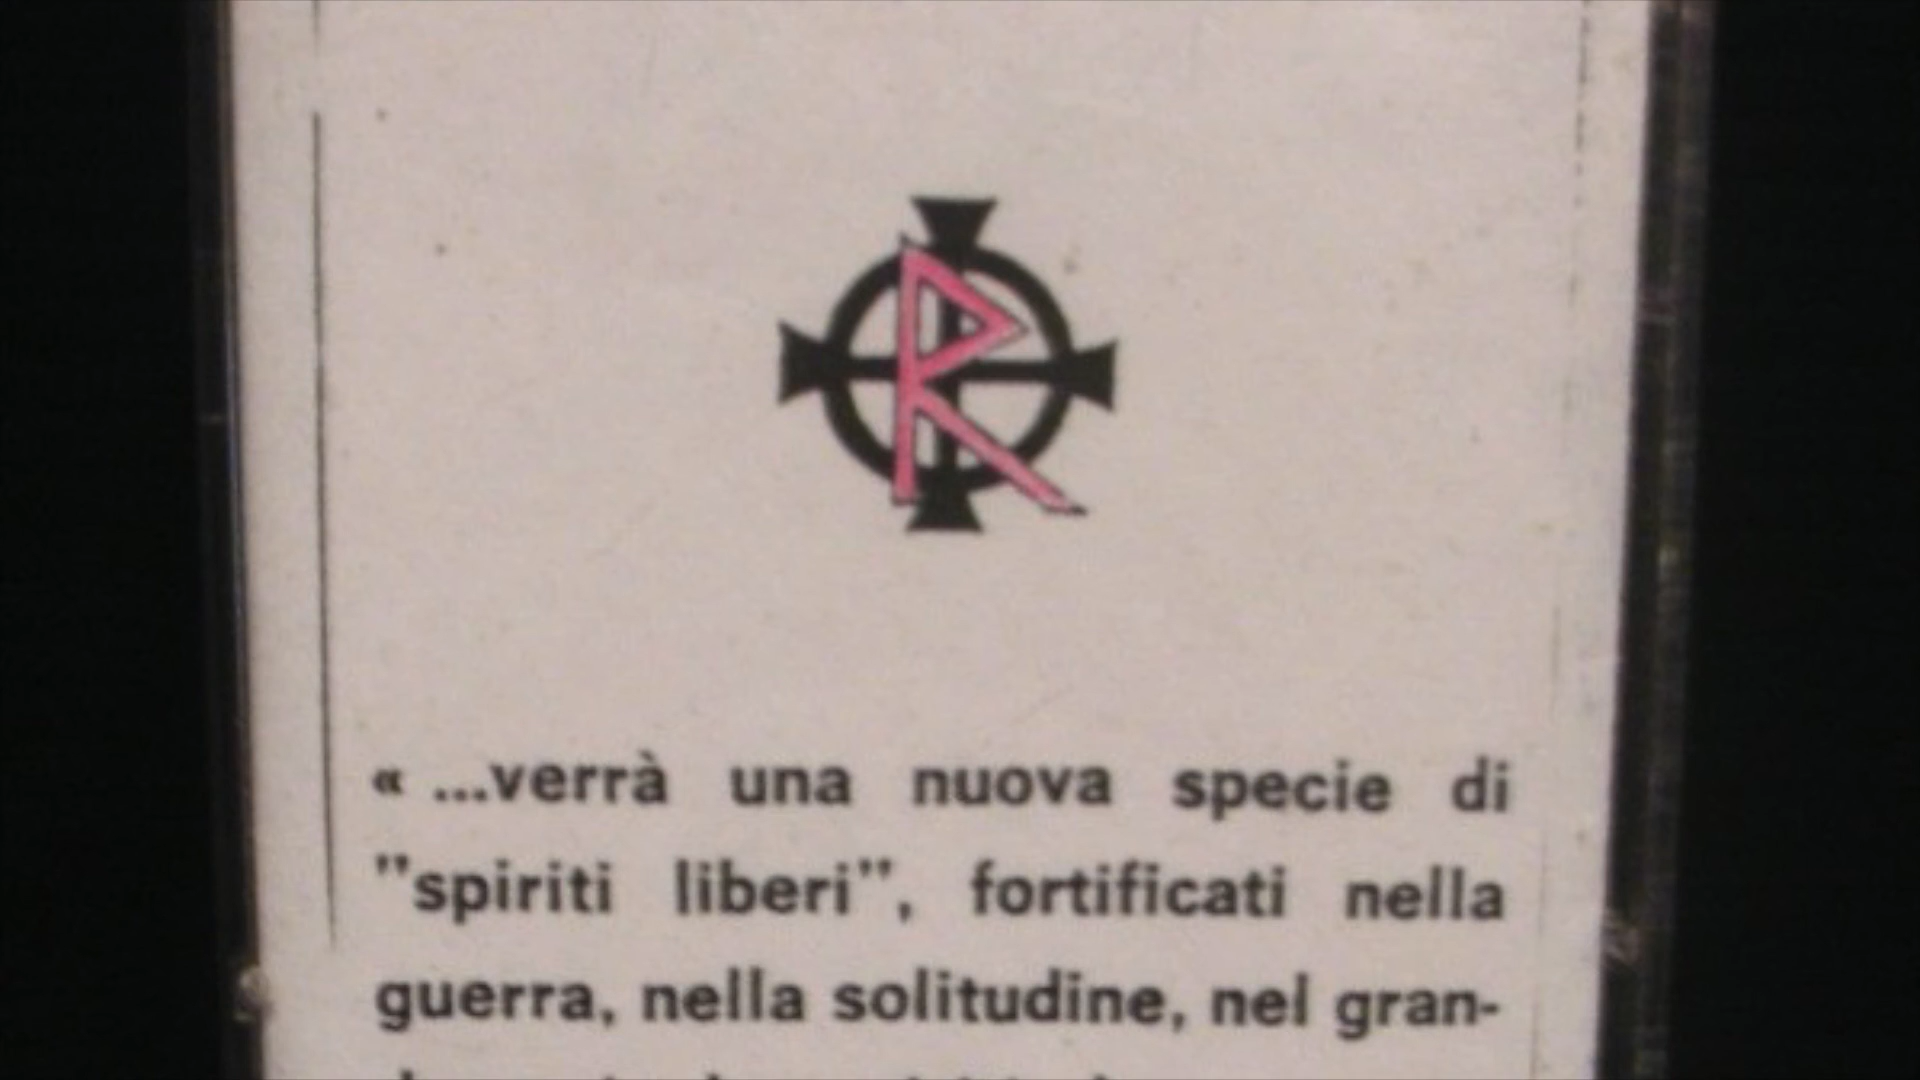 R
« ...verrà una nuova specie di
"spiriti liberi", fortificati nella
guerra, nella solitudine, nel gran-